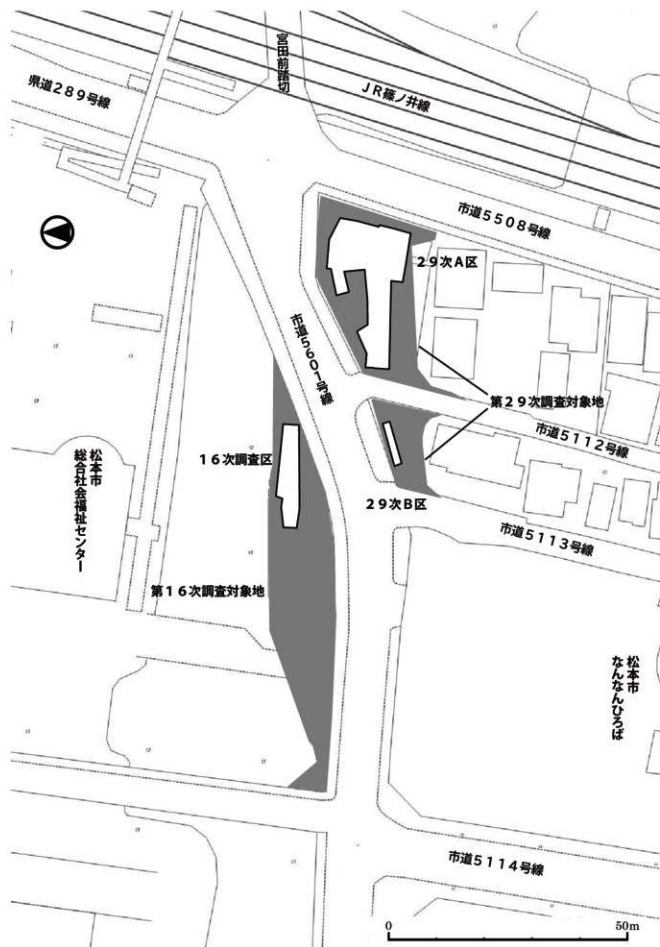 宮田前踏切
県道289号線
JR篠ノ井線
市道5508号線
29次A区
市道5601号線
第29次調査対象地
市道5112号線
16次調査区
29次B区
松本市
総合社会福祉センター
市道5113号線
第16次調査対象地
松本市
なんなんひろば
市道5114号線
0
50m